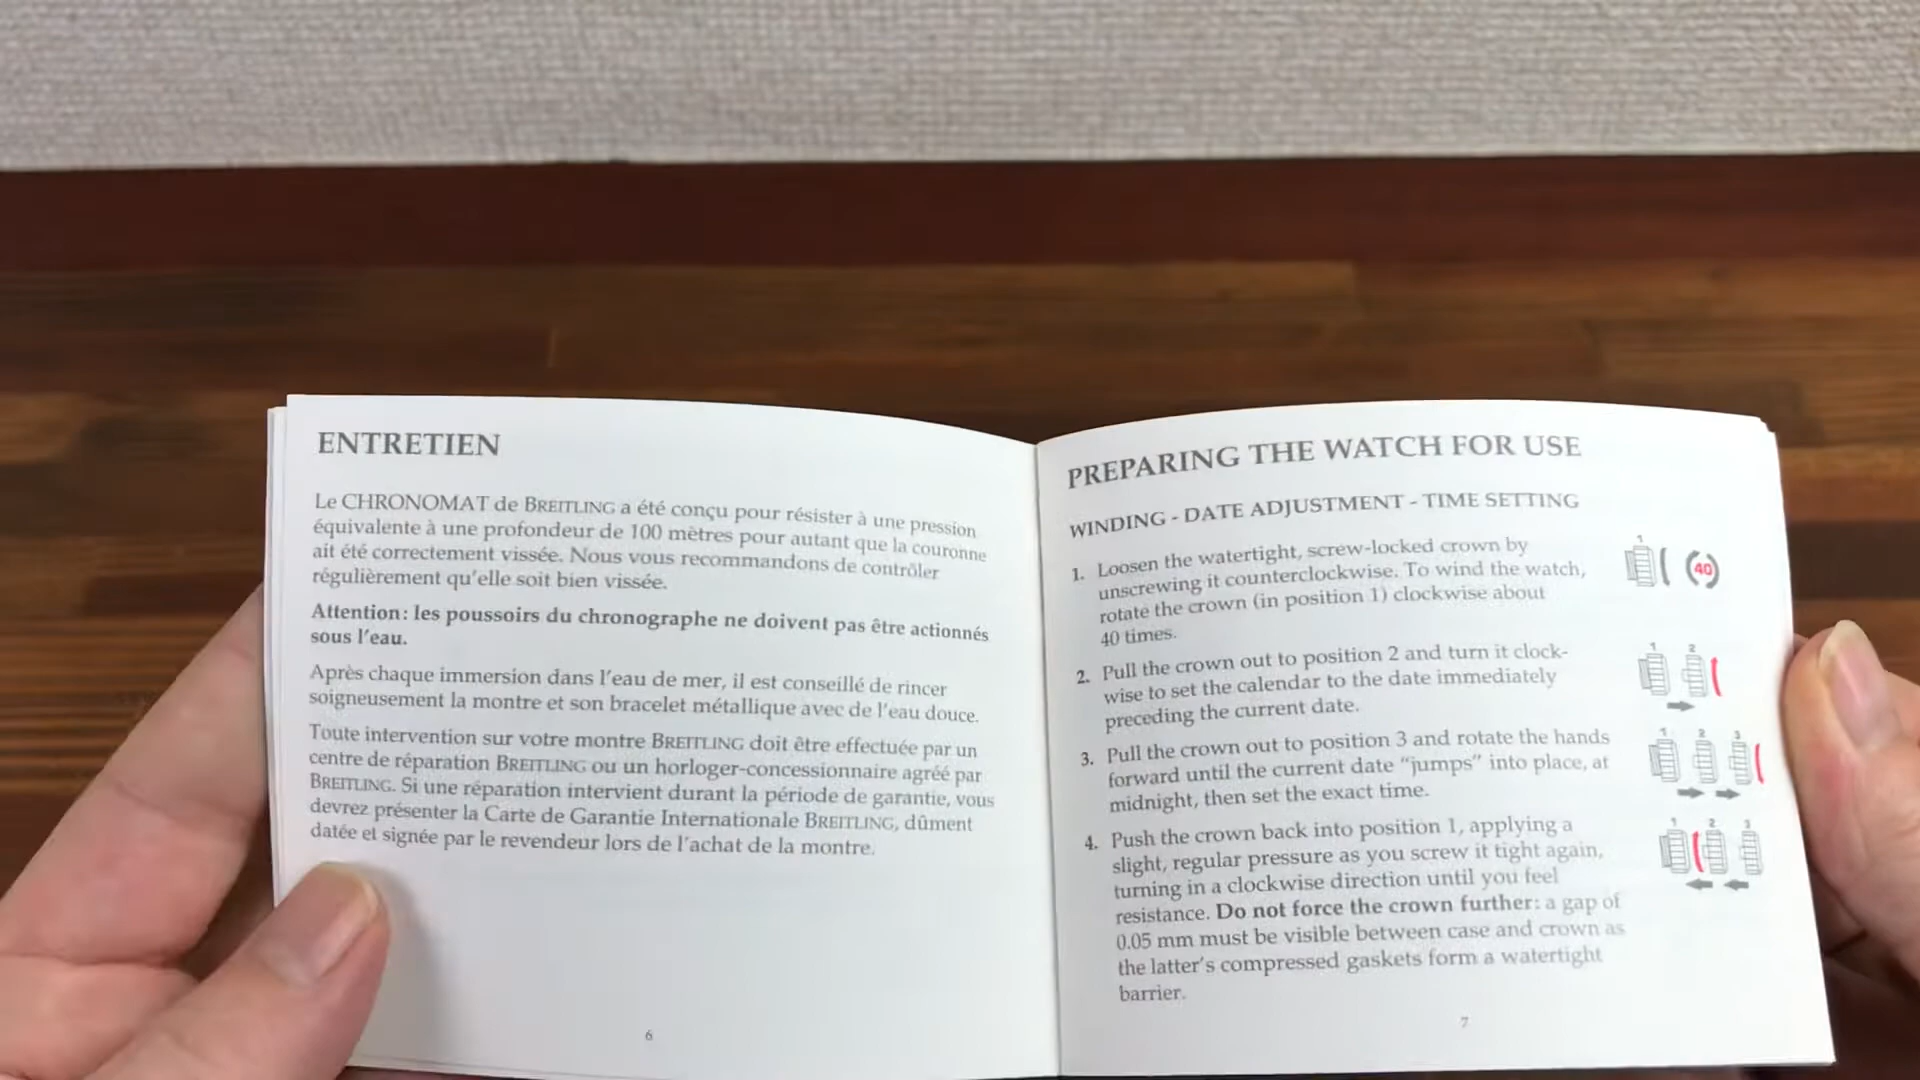 ENTRETIEN
Le CHRONOMAT de BREITLING a été conçu pour résister à une pression
équivalente à une profondeur de 100 mètres pour autant que la couronne
ait été correctement vissée. Nous vous recommandons de contrôler
régulièrement qu'elle soit bien vissée.
Attention: les poussoirs du chronographe ne doivent pas être actionnés
sous l'eau.
Après chaque immersion dans l'eau de mer, il est conseillé de rincer
soigneusement la montre et son bracelet métallique avec de l'eau douce.
Toute intervention sur votre montre BREITLING doit être effectuée par un
centre de réparation BREITLING ou un horloger-concessionnaire agréé par
BREITLING. Si une réparation intervient durant la période de garantie, vous
devrez présenter la Carte de Garantie Internationale BREITLING, dûment
datée et signée par le revendeur lors de l'achat de la montre.
6
PREPARING THE WATCH FOR USE
WINDING - DATE ADJUSTMENT - TIME SETTING
1. Loosen the watertight, screw-locked crown by
unscrewing it counterclockwise. To wind the watch,
rotate the crown (in position 1) clockwise about
40 times.
1
40
2. Pull the crown out to position 2 and turn it clock-
wise to set the calendar to the date immediately
preceding the current date.
1 2
3. Pull the crown out to position 3 and rotate the hands
forward until the current date "jumps" into place, at
midnight, then set the exact time.
1 2 3
4. Push the crown back into position 1, applying a
slight, regular pressure as you screw it tight again,
turning in a clockwise direction until you feel
resistance. Do not force the crown further: a gap of
0.05 mm must be visible between case and crown as
the latter's compressed gaskets form a watertight
barrier.
1 2 3
7